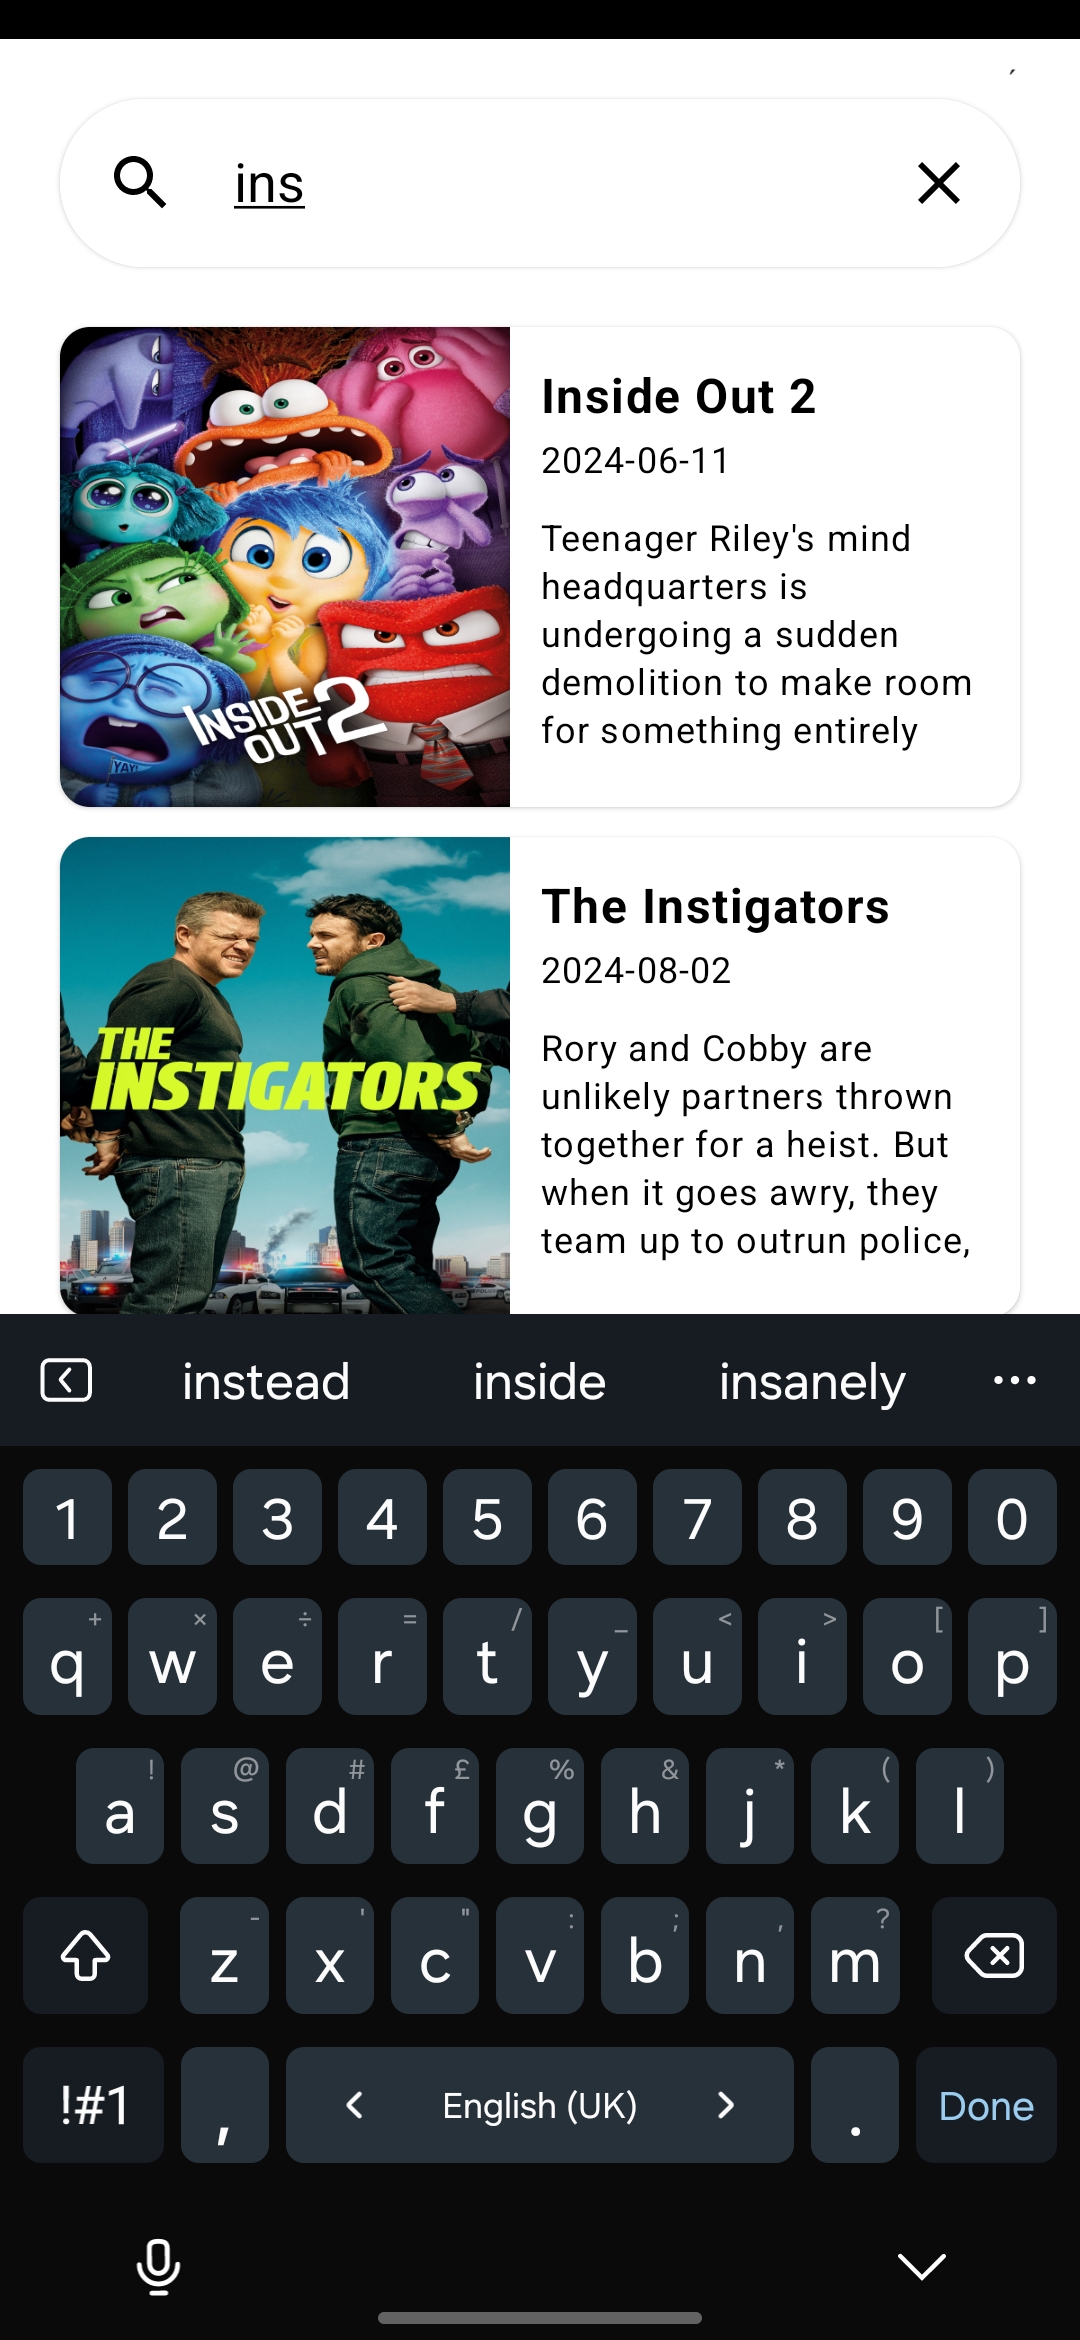 ins
Inside Out 2
2024-06-11
Teenager Riley's mind
headquarters is
undergoing a sudden
demolition to make room
for something entirely
YAY!
INSIDE
OUT 2
The Instigators
2024-08-02
Rory and Cobby are
unlikely partners thrown
together for a heist. But
when it goes awry, they
team up to outrun police,
THE
INSTIGATORS
instead inside insanely ...
1 2 3 4 5 6 7 8 9 0
+ × ÷ = / _ < > [ ]
q w e r t y u i o p
! @ # £ % & * ( )
a s d f g h j k l
- ' " : ; , ?
z x c v b n m
!#1 , < English (UK) > . Done